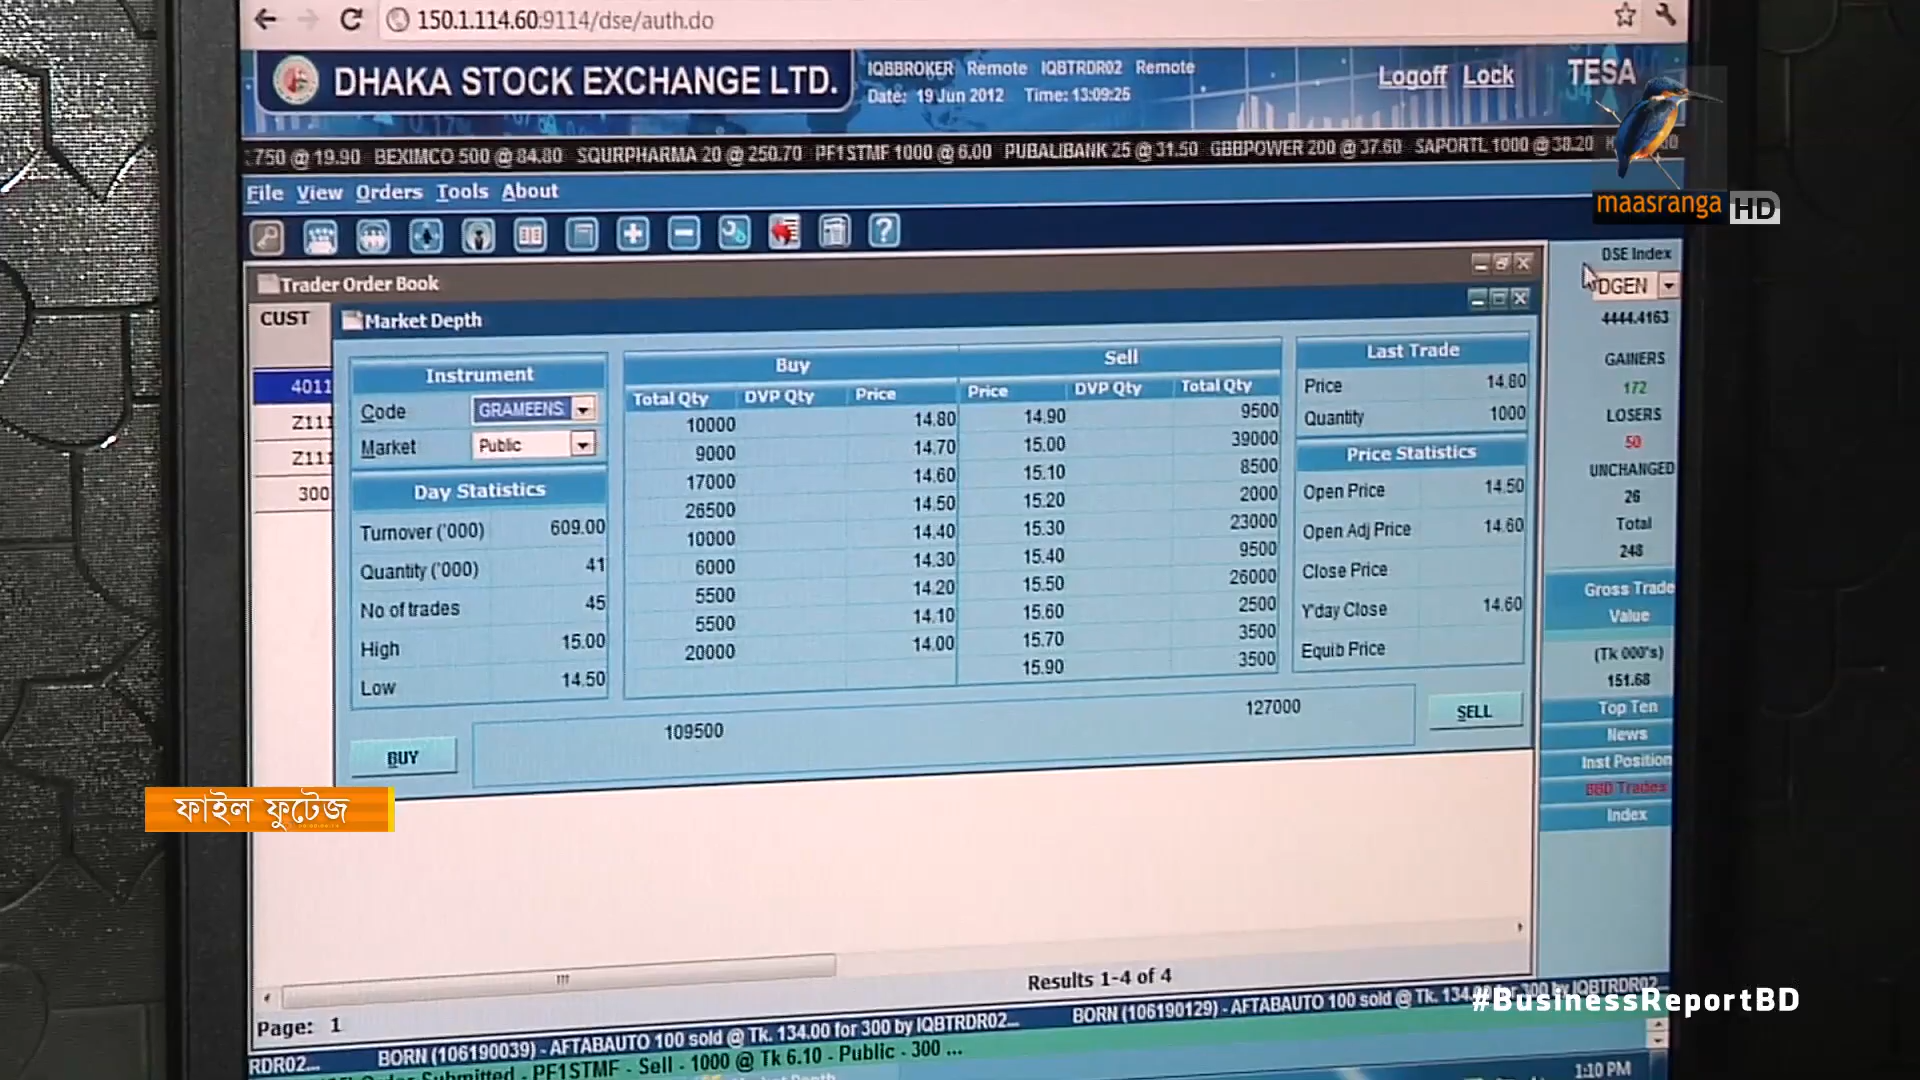 150.1.114.60:9114/dse/auth.do
DHAKA STOCK EXCHANGE LTD.
IQBBROKER Remote IQBTRDR02 Remote
Date: 19 Jun 2012 Time: 13:09:25
Logoff Lock
TESA
750 @ 19.90 BEXIMCO 500 @ 84.80 SQURPHARMA 20 @ 250.70 PF1STMF 1000 @ 6.00 PUBALIBANK 25 @ 31.50 GBBPOWER 200 @ 37.60 SAPORTL 1000 @ 38.20
maasranga HD
File View Orders Tools About
Trader Order Book
CUST
4011
Z111
Z111
300
Market Depth
Instrument
Code GRAMEENS
Market Public
Day Statistics
Turnover ('000) 609.00
Quantity ('000) 41
No of trades 45
High 15.00
Low 14.50
Buy Sell
Total Qty DVP Qty Price Price DVP Qty Total Qty
10000 14.80 14.90 9500
9000 14.70 15.00 39000
17000 14.60 15.10 8500
26500 14.50 15.20 2000
10000 14.40 15.30 23000
6000 14.30 15.40 9500
5500 14.20 15.50 26000
5500 14.10 15.60 2500
20000 14.00 15.70 3500
15.90 3500
109500 127000
BUY
SELL
Last Trade
Price 14.80
Quantity 1000
Price Statistics
Open Price 14.50
Open Adj Price 14.60
Close Price
Y'day Close 14.60
Equib Price
DSE Index
DGEN
4444.4163
GAINERS
172
LOSERS
50
UNCHANGED
26
Total
248
Gross Trade
Value
(Tk 000's)
151.68
Top Ten
News
Inst Position
BBD Trades
Index
ফাইল ফুটেজ
Results 1-4 of 4
Page: 1
#BusinessReportBD
RDR02... BORN (106190039) - AFTABAUTO 100 sold @ Tk. 134.00 for 300 by IQBTRDR02... BORN (106190129) - AFTABAUTO 100 sold @ Tk. 134.00 for 300 by IQBTRDR02
Order Submitted - PF1STMF - Sell - 1000 @ Tk 6.10 - Public - 300 ...
1:10 PM